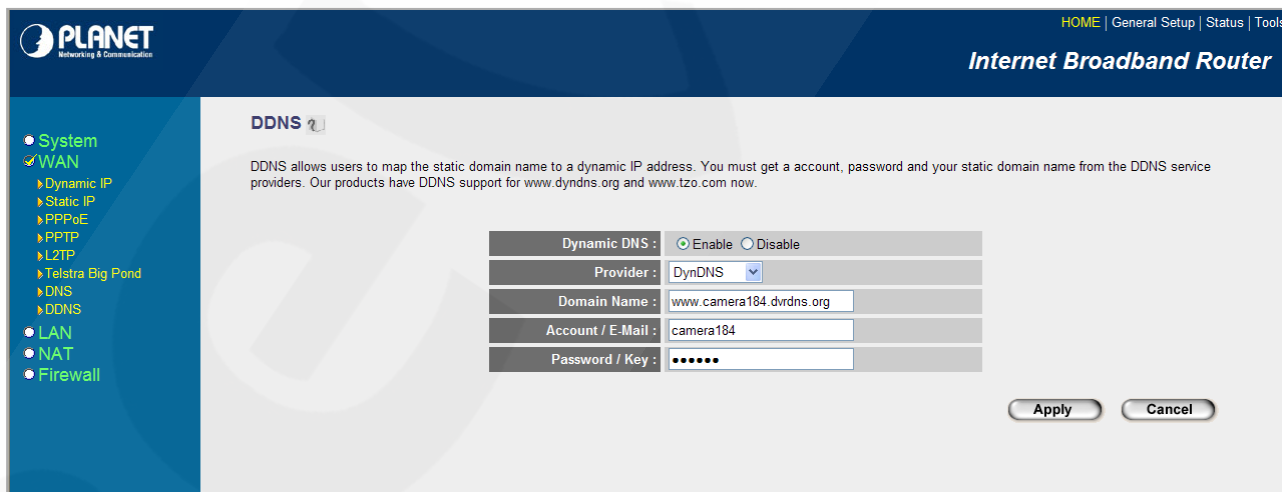 PLANET
Networking & Communication
HOME | General Setup | Status | Tools
Internet Broadband Router
System
WAN
Dynamic IP
Static IP
PPPoE
PPTP
L2TP
Telstra Big Pond
DNS
DDNS
LAN
NAT
Firewall
DDNS
DDNS allows users to map the static domain name to a dynamic IP address. You must get a account, password and your static domain name from the DDNS service
providers. Our products have DDNS support for www.dyndns.org and www.tzo.com now.
Dynamic DNS : Enable Disable
Provider : DynDNS
Domain Name : www.camera184.dvrdns.org
Account / E-Mail : camera184
Password / Key : ••••••
Apply Cancel